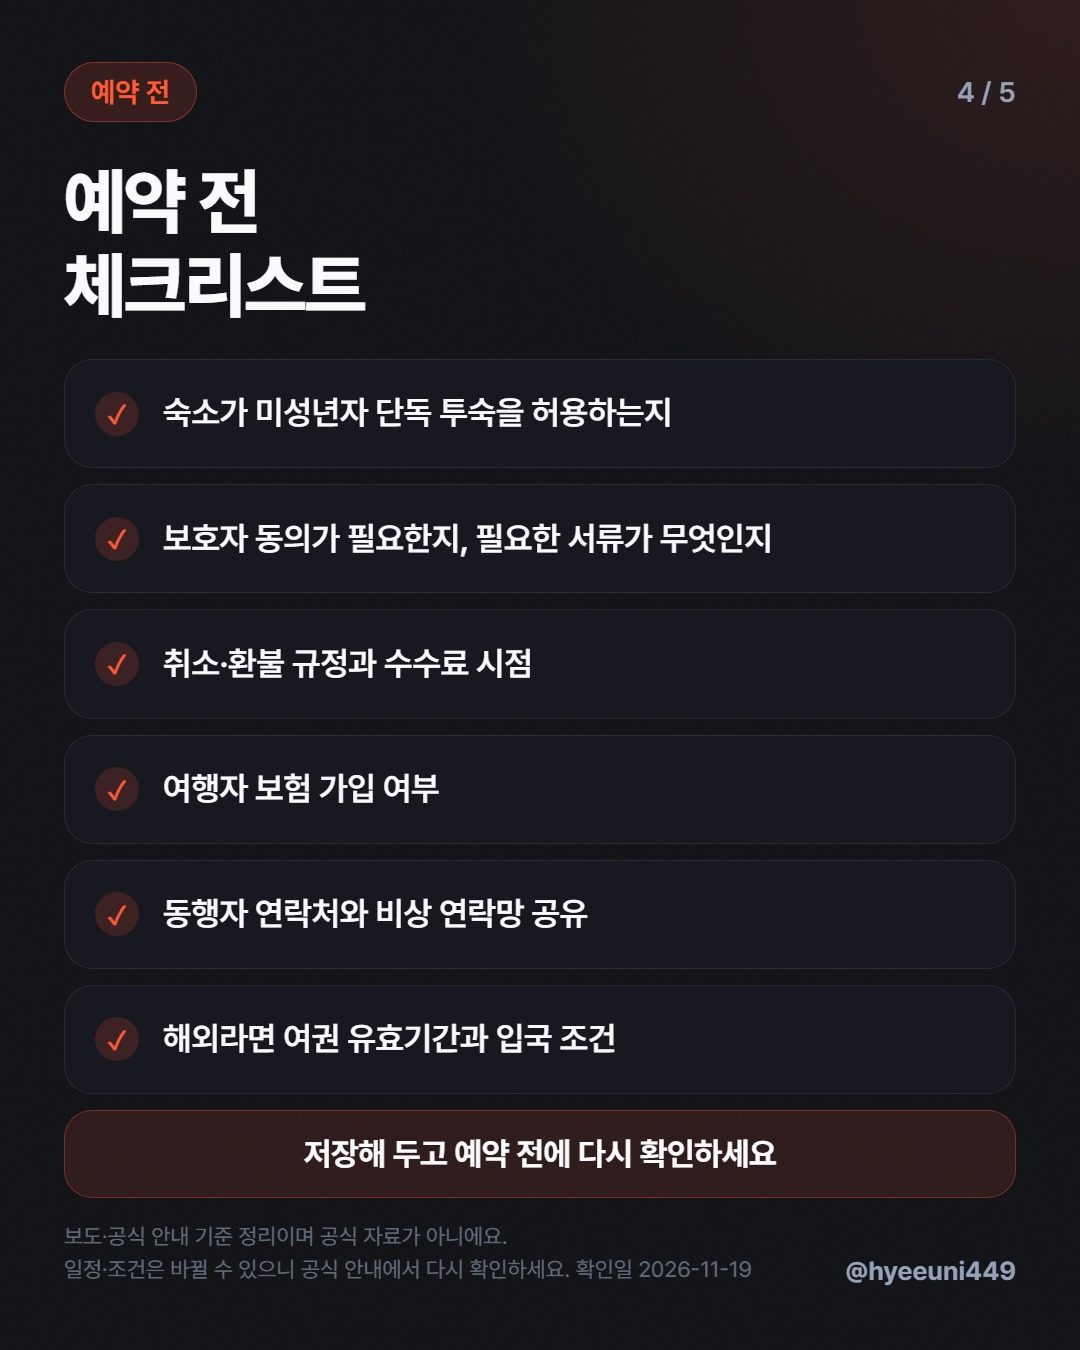 예약 전
4 / 5
예약 전
체크리스트
✓ 숙소가 미성년자 단독 투숙을 허용하는지
✓ 보호자 동의가 필요한지, 필요한 서류가 무엇인지
✓ 취소·환불 규정과 수수료 시점
✓ 여행자 보험 가입 여부
✓ 동행자 연락처와 비상 연락망 공유
✓ 해외라면 여권 유효기간과 입국 조건
저장해 두고 예약 전에 다시 확인하세요
보도·공식 안내 기준 정리이며 공식 자료가 아니에요.
일정·조건은 바뀔 수 있으니 공식 안내에서 다시 확인하세요. 확인일 2026-11-19
@hyeeuni449